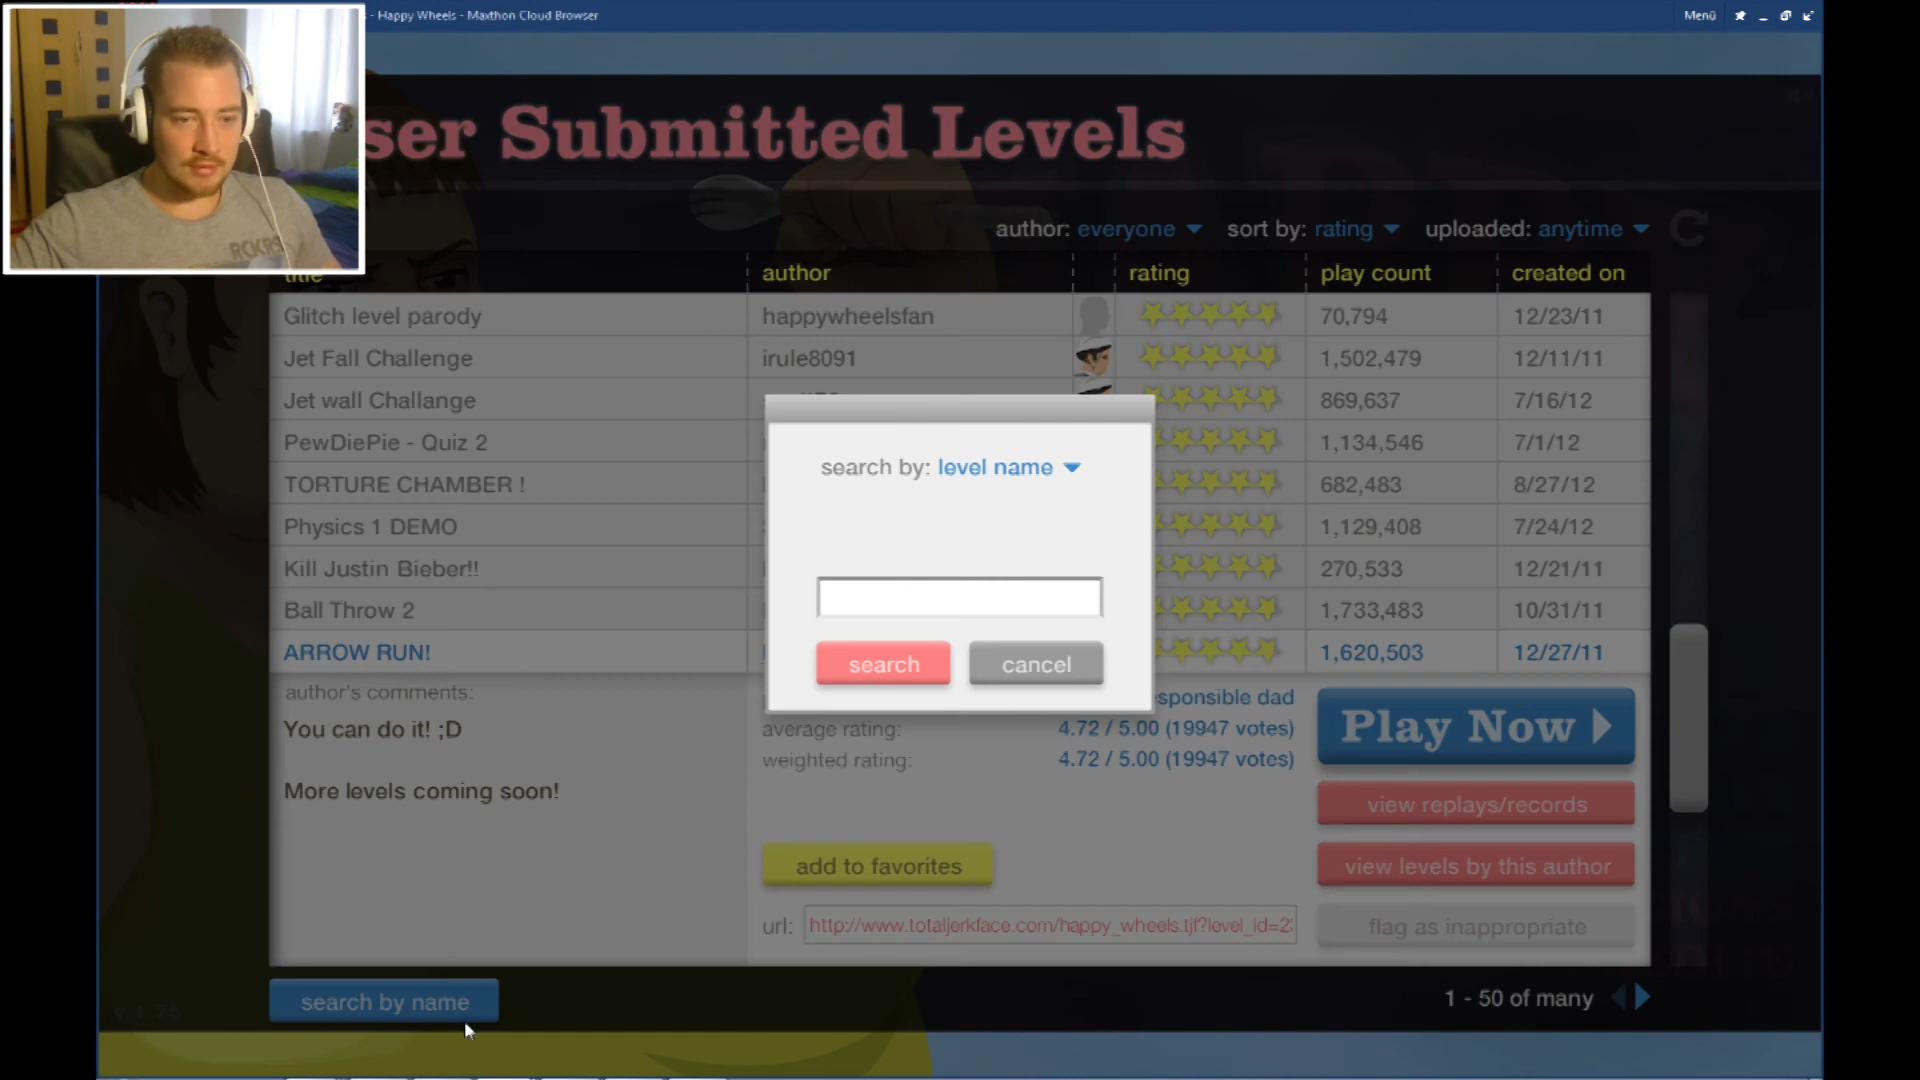 - Happy Wheels - Maxthon Cloud Browser
Menü
ser Submitted Levels
author: everyone sort by: rating uploaded: anytime
title author rating play count created on
Glitch level parody happywheelsfan 70,794 12/23/11
Jet Fall Challenge irule8091 1,502,479 12/11/11
Jet wall Challange 869,637 7/16/12
PewDiePie - Quiz 2 1,134,546 7/1/12
TORTURE CHAMBER ! 682,483 8/27/12
Physics 1 DEMO 1,129,408 7/24/12
Kill Justin Bieber!! 270,533 12/21/11
Ball Throw 2 1,733,483 10/31/11
ARROW RUN! 1,620,503 12/27/11
search by: level name
search cancel
author's comments:
You can do it! ;D
More levels coming soon!
sponsible dad
average rating: 4.72 / 5.00 (19947 votes)
weighted rating: 4.72 / 5.00 (19947 votes)
Play Now
view replays/records
add to favorites
view levels by this author
url: http://www.totaljerkface.com/happy_wheels.tjf?level_id=2
flag as inappropriate
search by name
1 - 50 of many
v 1.75
RCKRS